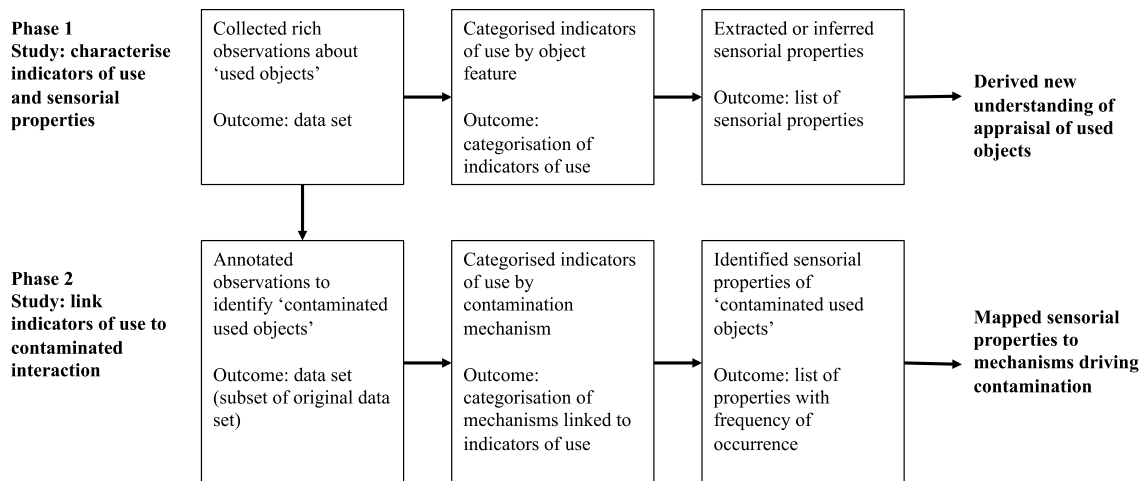 Phase 1
Study: characterise
indicators of use
and sensorial
properties
Collected rich
observations about
‘used objects’
Outcome: data set
Categorised indicators
of use by object
feature
Outcome:
categorisation of
indicators of use
Extracted or inferred
sensorial properties
Outcome: list of
sensorial properties
Derived new
understanding of
appraisal of used
objects
Phase 2
Study: link
indicators of use to
contaminated
interaction
Annotated
observations to
identify ‘contaminated
used objects’
Outcome: data set
(subset of original data
set)
Categorised indicators
of use by
contamination
mechanism
Outcome:
categorisation of
mechanisms linked to
indicators of use
Identified sensorial
properties of
‘contaminated used
objects’
Outcome: list of
properties with
frequency of
occurrence
Mapped sensorial
properties to
mechanisms driving
contamination